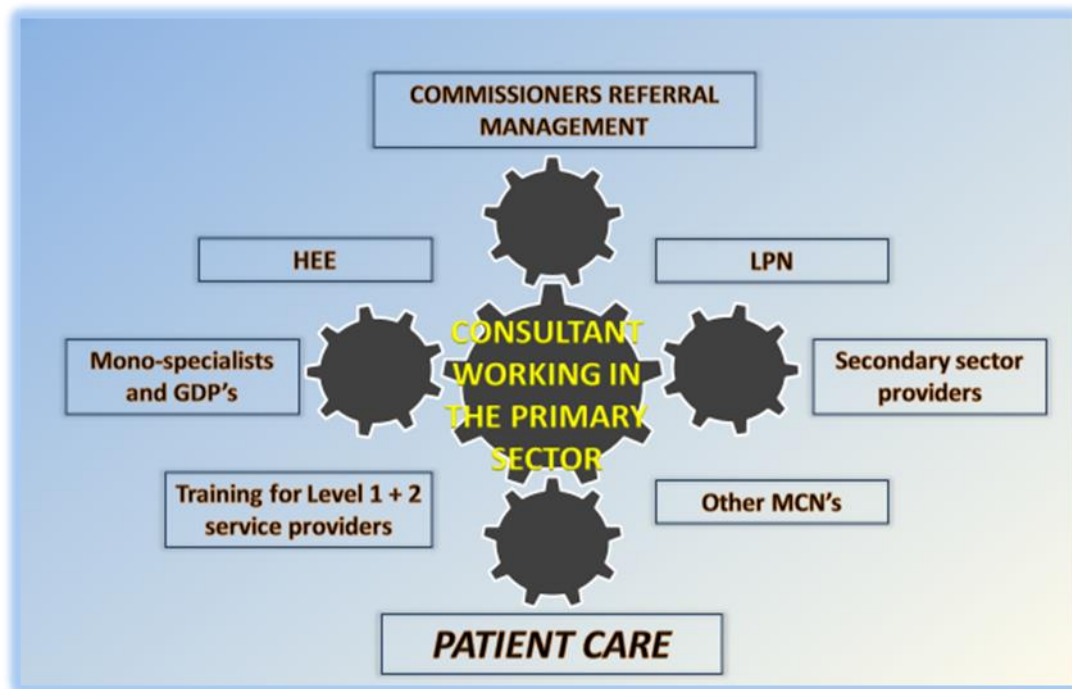 COMMISSIONERS REFERRAL
MANAGEMENT
HEE
LPN
CONSULTANT
WORKING IN
THE PRIMARY
SECTOR
Mono-specialists
and GDP's
Secondary sector
providers
Training for Level 1 + 2
service providers
Other MCN's
PATIENT CARE